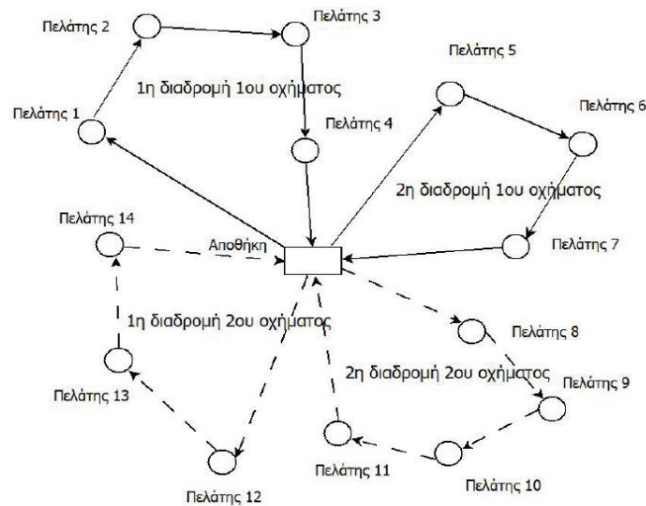 Πελάτης 2
Πελάτης 3
Πελάτης 5
1η διαδρομή 1ου οχήματος
Πελάτης 6
Πελάτης 1
Πελάτης 4
2η διαδρομή 1ου οχήματος
Πελάτης 14
Αποθήκη
Πελάτης 7
1η διαδρομή 2ου οχήματος
Πελάτης 8
2η διαδρομή 2ου οχήματος
Πελάτης 9
Πελάτης 13
Πελάτης 11
Πελάτης 10
Πελάτης 12